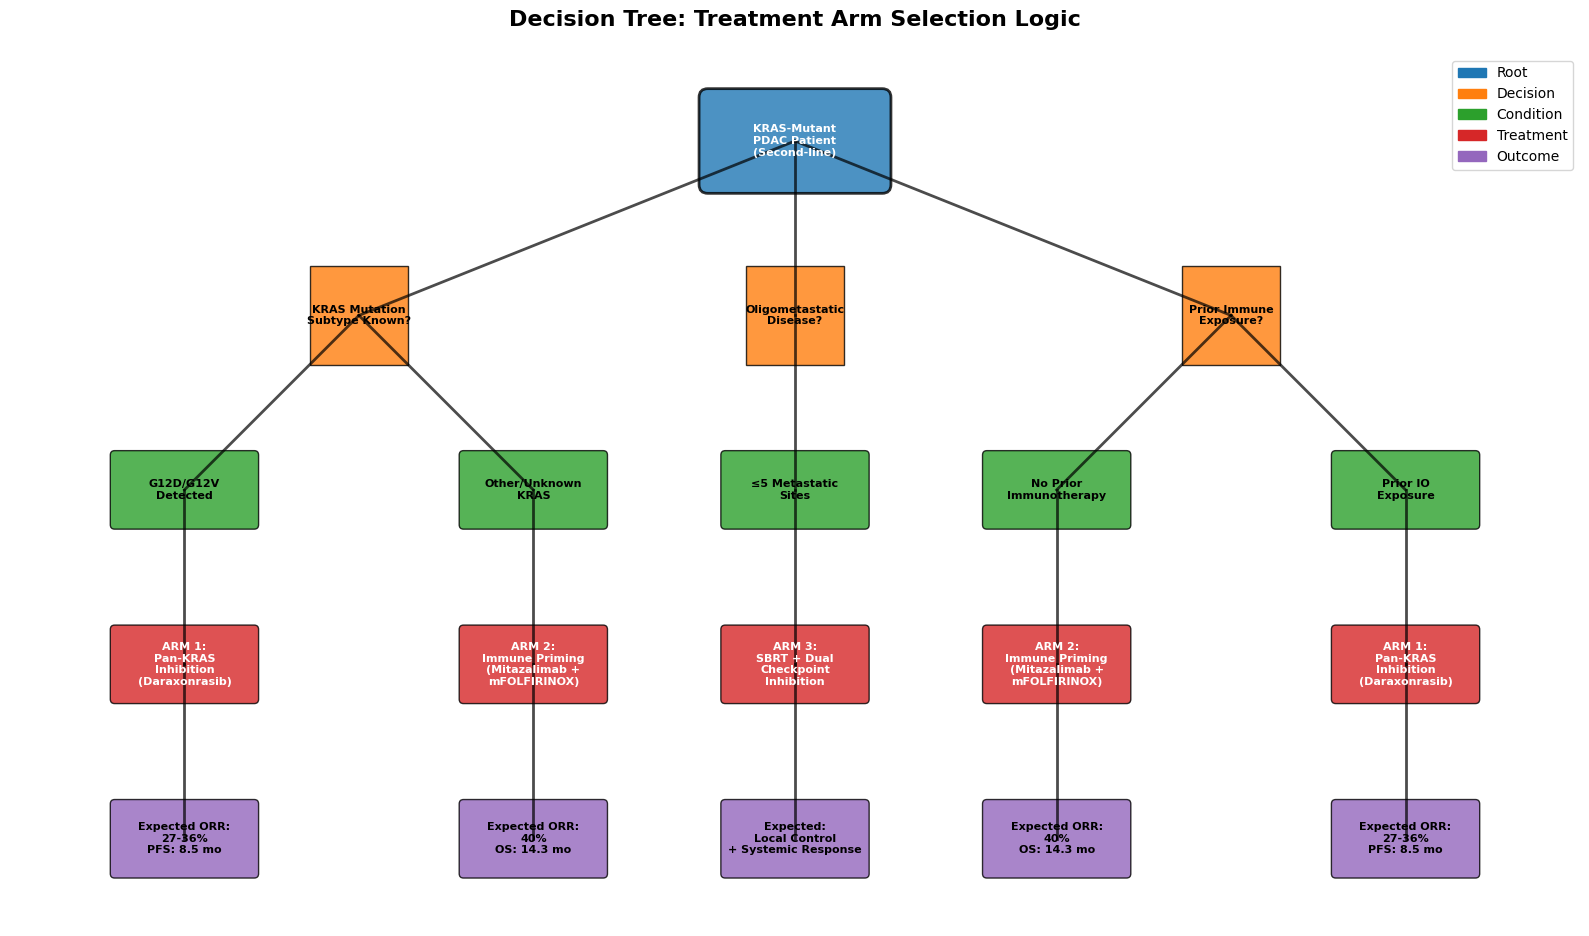 Decision Tree: Treatment Arm Selection Logic
Root
Decision
Condition
Treatment
Outcome
KRAS-Mutant
PDAC Patient
(Second-line)
KRAS Mutation
Subtype Known?
Oligometastatic
Disease?
Prior Immune
Exposure?
G12D/G12V
Detected
Other/Unknown
KRAS
≤5 Metastatic
Sites
No Prior
Immunotherapy
Prior IO
Exposure
ARM 1:
Pan-KRAS
Inhibition
(Daraxonrasib)
ARM 2:
Immune Priming
(Mitazalimab +
mFOLFIRINOX)
ARM 3:
SBRT + Dual
Checkpoint
Inhibition
ARM 2:
Immune Priming
(Mitazalimab +
mFOLFIRINOX)
ARM 1:
Pan-KRAS
Inhibition
(Daraxonrasib)
Expected ORR:
27-36%
PFS: 8.5 mo
Expected ORR:
40%
OS: 14.3 mo
Expected:
Local Control
+ Systemic Response
Expected ORR:
40%
OS: 14.3 mo
Expected ORR:
27-36%
PFS: 8.5 mo